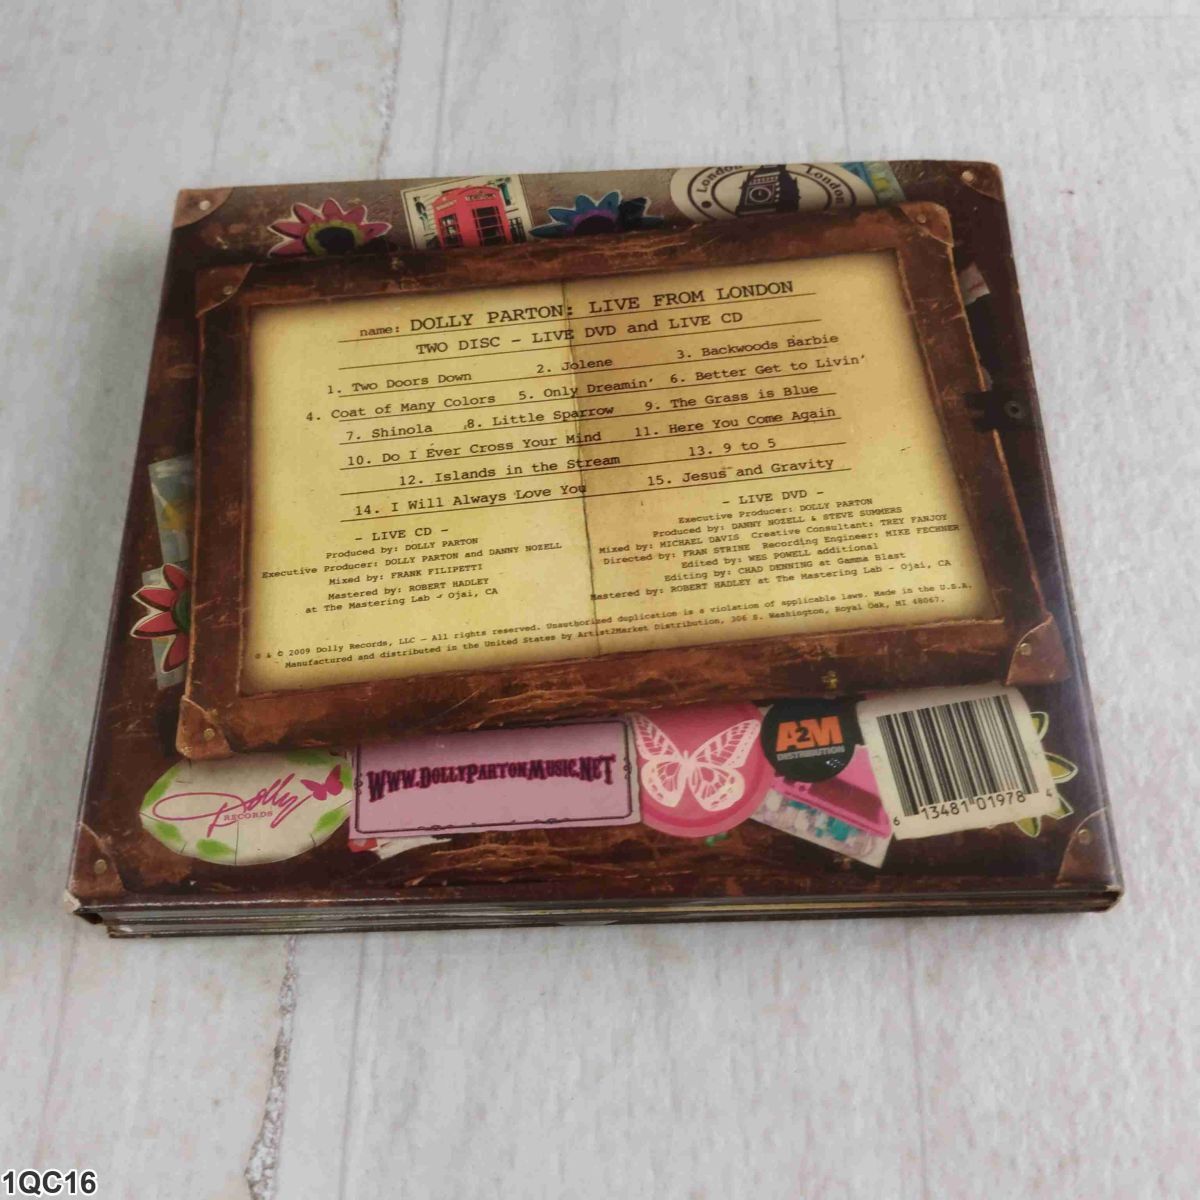 London London
name: DOLLY PARTON: LIVE FROM LONDON
TWO DISC - LIVE DVD and LIVE CD
1. Two Doors Down 2. Jolene 3. Backwoods Barbie
4. Coat of Many Colors 5. Only Dreamin' 6. Better Get to Livin'
7. Shinola 8. Little Sparrow 9. The Grass is Blue
10. Do I Ever Cross Your Mind 11. Here You Come Again
12. Islands in the Stream 13. 9 to 5
14. I Will Always Love You 15. Jesus and Gravity
- LIVE CD -
Produced by: DOLLY PARTON
Executive Producer: DOLLY PARTON and DANNY NOZELL
Mixed by: FRANK FILIPETTI
Mastered by: ROBERT HADLEY
at The Mastering Lab - Ojai, CA
- LIVE DVD -
Executive Producer: DOLLY PARTON
Produced by: DANNY NOZELL & STEVE SUMMERS
Mixed by: MICHAEL DAVIS Creative Consultant: TREY FANJOY
Directed by: FRAN STRINE Recording Engineer: MIKE FECHNER
Edited by: WES POWELL additional
Editing by: CHAD DENNING at Gamma Blast
Mastered by: ROBERT HADLEY at The Mastering Lab - Ojai, CA
℗ & © 2009 Dolly Records, LLC - All rights reserved. Unauthorized duplication is a violation of applicable laws. Made in the U.S.A.
Manufactured and distributed in the United States by Artist2Market Distribution, 306 S. Washington, Royal Oak, MI 48067.
Dolly
RECORDS
WWW.DOLLYPARTONMUSIC.NET
A2M
DISTRIBUTION
6 13481 01978 4
1QC16